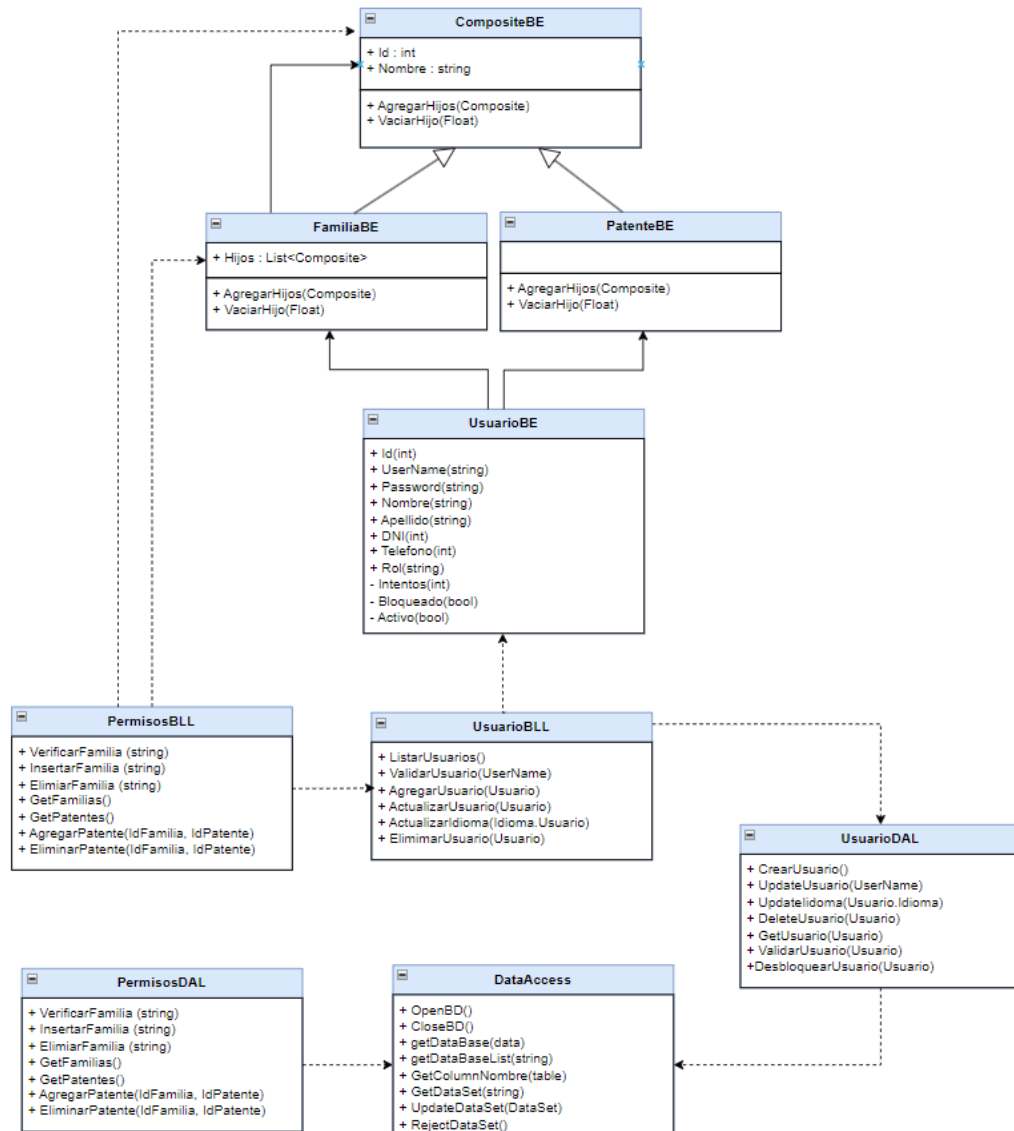 CompositeBE
+ Id : int
+ Nombre : string
+ AgregarHijos(Composite)
+ VaciarHijo(Float)
FamiliaBE
+ Hijos : List<Composite>
+ AgregarHijos(Composite)
+ VaciarHijo(Float)
PatenteBE
+ AgregarHijos(Composite)
+ VaciarHijo(Float)
UsuarioBE
+ Id(int)
+ UserName(string)
+ Password(string)
+ Nombre(string)
+ Apellido(string)
+ DNI(int)
+ Telefono(int)
+ Rol(string)
- Intentos(int)
- Bloqueado(bool)
- Activo(bool)
PermisosBLL
+ VerificarFamilia (string)
+ InsertarFamilia (string)
+ ElimiarFamilia (string)
+ GetFamilias()
+ GetPatentes()
+ AgregarPatente(IdFamilia, IdPatente)
+ EliminarPatente(IdFamilia, IdPatente)
UsuarioBLL
+ ListarUsuarios()
+ ValidarUsuario(UserName)
+ AgregarUsuario(Usuario)
+ ActualizarUsuario(Usuario)
+ ActualizarIdioma(Idioma.Usuario)
+ ElimimarUsuario(Usuario)
UsuarioDAL
+ CrearUsuario()
+ UpdateUsuario(UserName)
+ UpdateIidoma(Usuario.Idioma)
+ DeleteUsuario(Usuario)
+ GetUsuario(Usuario)
+ ValidarUsuario(Usuario)
+DesbloquearUsuario(Usuario)
PermisosDAL
+ VerificarFamilia (string)
+ InsertarFamilia (string)
+ ElimiarFamilia (string)
+ GetFamilias()
+ GetPatentes()
+ AgregarPatente(IdFamilia, IdPatente)
+ EliminarPatente(IdFamilia, IdPatente)
DataAccess
+ OpenBD()
+ CloseBD()
+ getDataBase(data)
+ getDataBaseList(string)
+ GetColumnNombre(table)
+ GetDataSet(string)
+ UpdateDataSet(DataSet)
+ RejectDataSet()